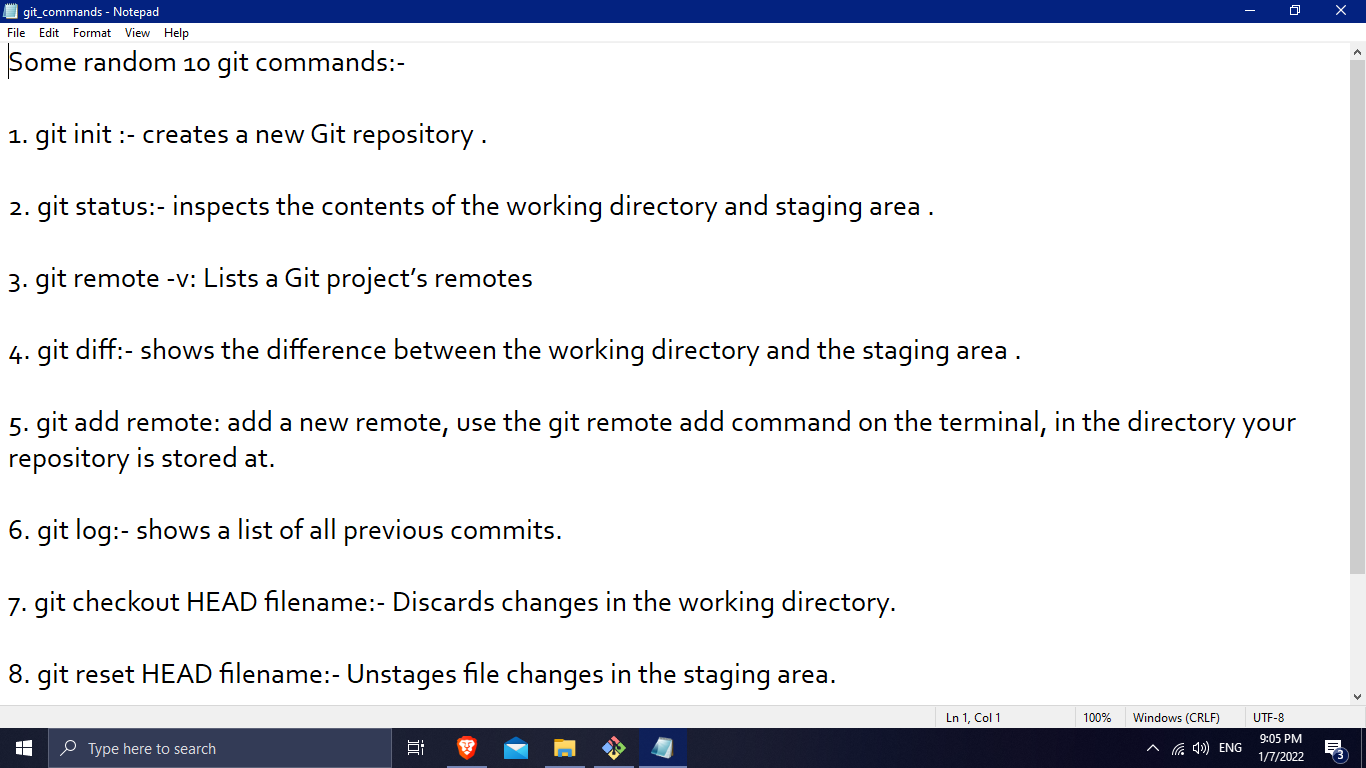 git_commands - Notepad
File Edit Format View Help
Some random 10 git commands:-
1. git init :- creates a new Git repository .
2. git status:- inspects the contents of the working directory and staging area .
3. git remote -v: Lists a Git project’s remotes
4. git diff:- shows the difference between the working directory and the staging area .
5. git add remote: add a new remote, use the git remote add command on the terminal, in the directory your
repository is stored at.
6. git log:- shows a list of all previous commits.
7. git checkout HEAD filename:- Discards changes in the working directory.
8. git reset HEAD filename:- Unstages file changes in the staging area.
Ln 1, Col 1 100% Windows (CRLF) UTF-8
Type here to search ENG 9:05 PM
1/7/2022 3